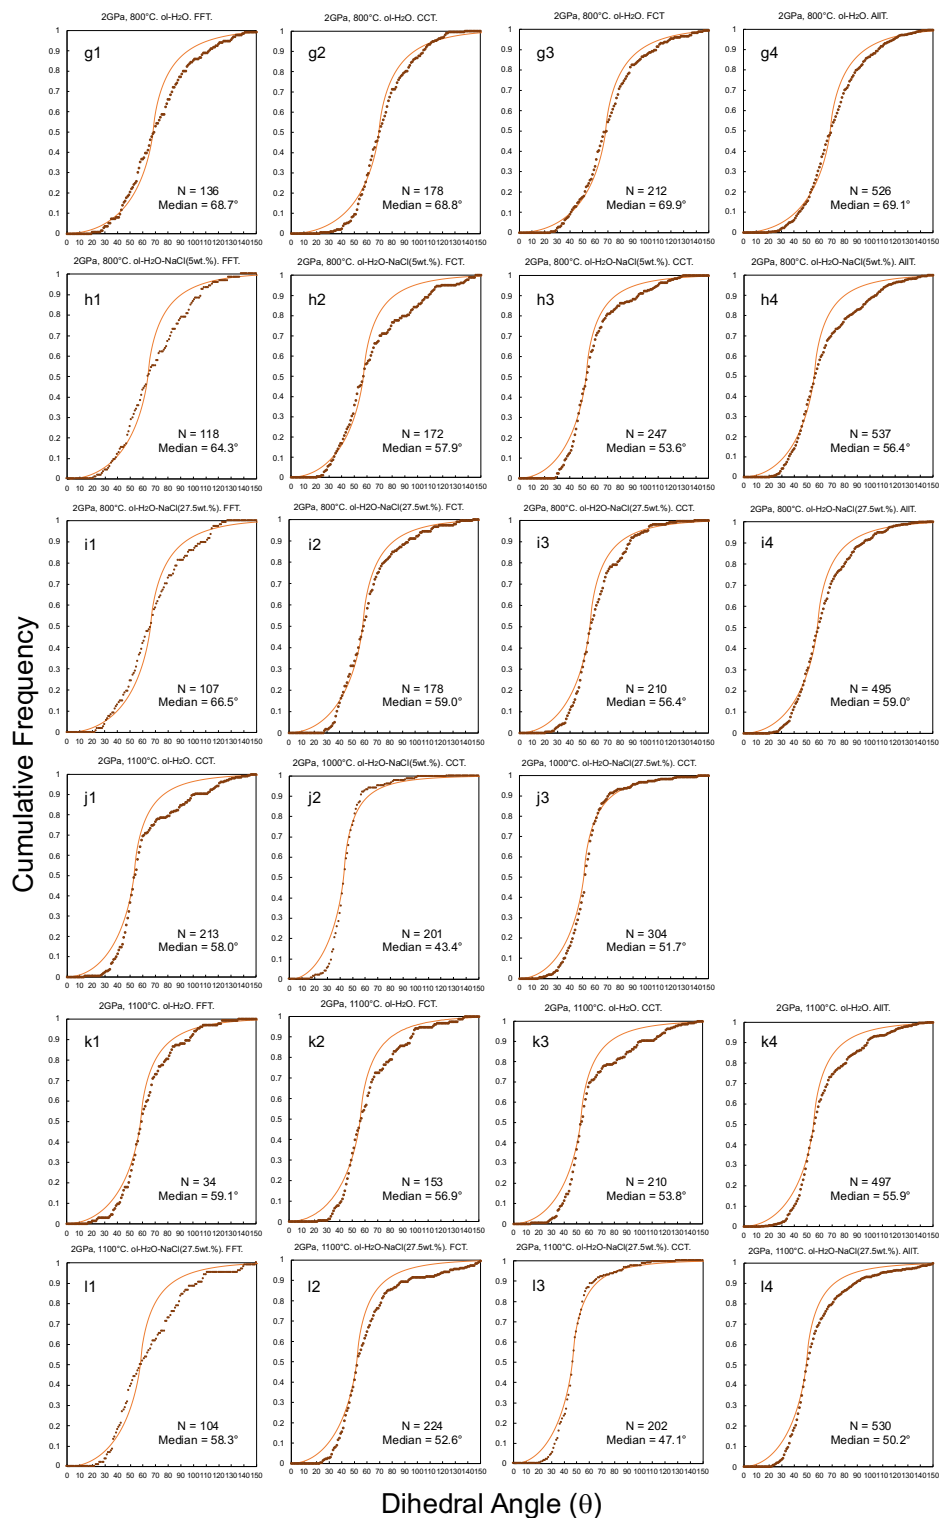 2GPa, 800°C. ol-H₂O. FFT.
g1
N = 136
Median = 68.7°
2GPa, 800°C. ol-H₂O. CCT.
g2
N = 178
Median = 68.8°
2GPa, 800°C. ol-H₂O. FCT
g3
N = 212
Median = 69.9°
2GPa, 800°C. ol-H₂O. AllT.
g4
N = 526
Median = 69.1°
2GPa, 800°C. ol-H2O-NaCl(5wt.%). FFT.
h1
N = 118
Median = 64.3°
2GPa, 800°C. ol-H2O-NaCl(5wt.%). FCT.
h2
N = 172
Median = 57.9°
2GPa, 800°C. ol-H2O-NaCl(5wt.%). CCT.
h3
N = 247
Median = 53.6°
2GPa, 800°C. ol-H2O-NaCl(5wt.%). AllT.
h4
N = 537
Median = 56.4°
2GPa, 800°C. ol-H2O-NaCl(27.5wt.%). FFT.
i1
N = 107
Median = 66.5°
2GPa, 800°C. ol-H2O-NaCl(27.5wt.%). FCT.
i2
N = 178
Median = 59.0°
2GPa, 800°C. ol-H2O-NaCl(27.5wt.%). CCT.
i3
N = 210
Median = 56.4°
2GPa, 800°C. ol-H2O-NaCl(27.5wt.%). AllT.
i4
N = 495
Median = 59.0°
2GPa, 1100°C. ol-H2O. CCT.
j1
N = 213
Median = 58.0°
2GPa, 1000°C. ol-H2O-NaCl(5wt.%). CCT.
j2
N = 201
Median = 43.4°
2GPa, 1000°C. ol-H2O-NaCl(27.5wt.%). CCT.
j3
N = 304
Median = 51.7°
2GPa, 1100°C. ol-H2O. FFT.
k1
N = 34
Median = 59.1°
2GPa, 1100°C. ol-H2O. FCT.
k2
N = 153
Median = 56.9°
2GPa, 1100°C. ol-H2O. CCT.
k3
N = 210
Median = 53.8°
2GPa, 1100°C. ol-H2O. AllT.
k4
N = 497
Median = 55.9°
2GPa, 1100°C. ol-H2O-NaCl(27.5wt.%). FFT.
l1
N = 104
Median = 58.3°
2GPa, 1100°C. ol-H2O-NaCl(27.5wt.%). FCT.
l2
N = 224
Median = 52.6°
2GPa, 1100°C. ol-H2O-NaCl(27.5wt.%). CCT.
l3
N = 202
Median = 47.1°
2GPa, 1100°C. ol-H2O-NaCl(27.5wt.%). AllT.
l4
N = 530
Median = 50.2°
Cumulative Frequency
Dihedral Angle (θ)